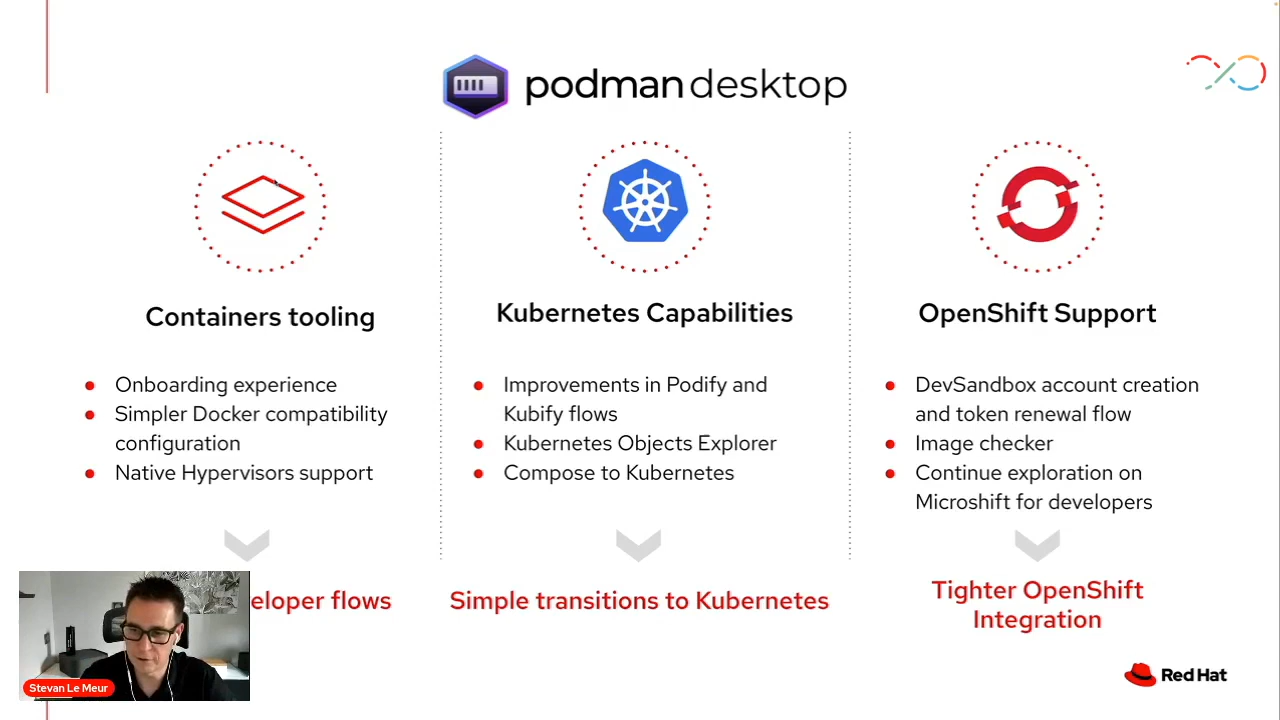 podman desktop
Containers tooling
Onboarding experience
Simpler Docker compatibility
configuration
Native Hypervisors support
eloper flows
Kubernetes Capabilities
Improvements in Podify and
Kubify flows
Kubernetes Objects Explorer
Compose to Kubernetes
Simple transitions to Kubernetes
OpenShift Support
DevSandbox account creation
and token renewal flow
Image checker
Continue exploration on
Microshift for developers
Tighter OpenShift
Integration
Stevan Le Meur
Red Hat